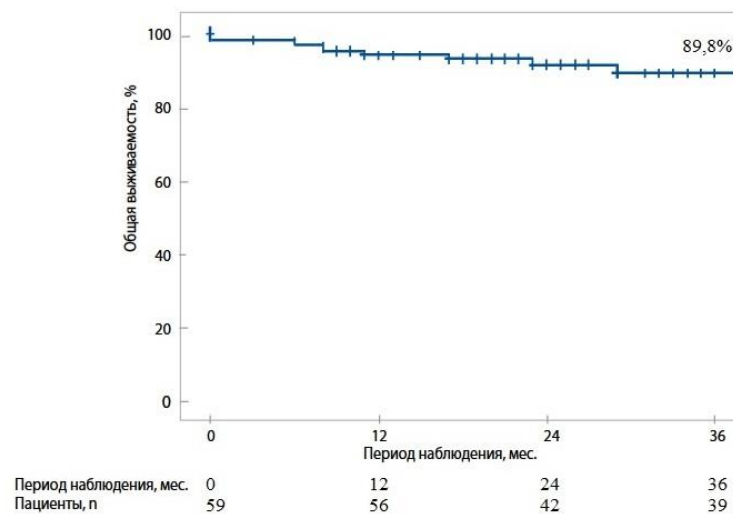 100
89,8%
80
60
40
20
0
Общая выживаемость, %
0 12 24 36
Период наблюдения, мес.
Период наблюдения, мес. 0 12 24 36
Пациенты, n 59 56 42 39